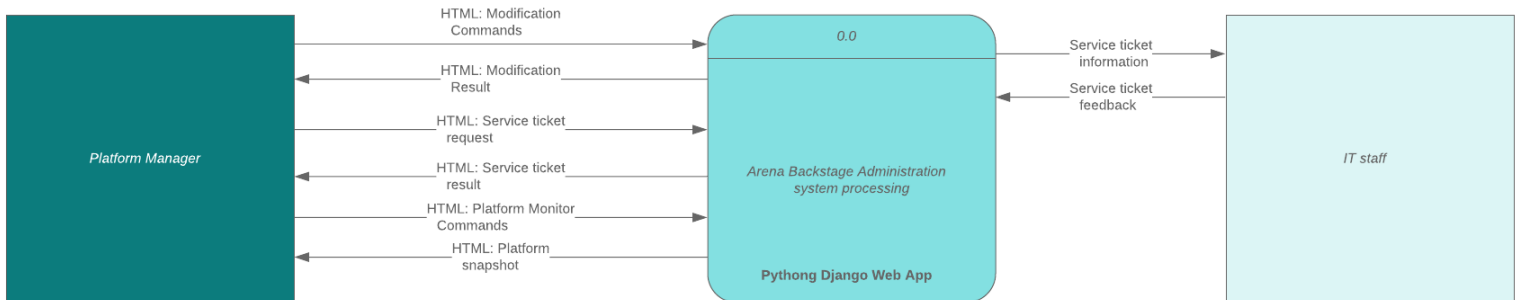 HTML: Modification
Commands
HTML: Modification
Result
HTML: Service ticket
request
HTML: Service ticket
result
HTML: Platform Monitor
Commands
HTML: Platform
snapshot
Platform Manager
0.0
Arena Backstage Administration
system processing
Pythong Django Web App
Service ticket
information
Service ticket
feedback
IT staff